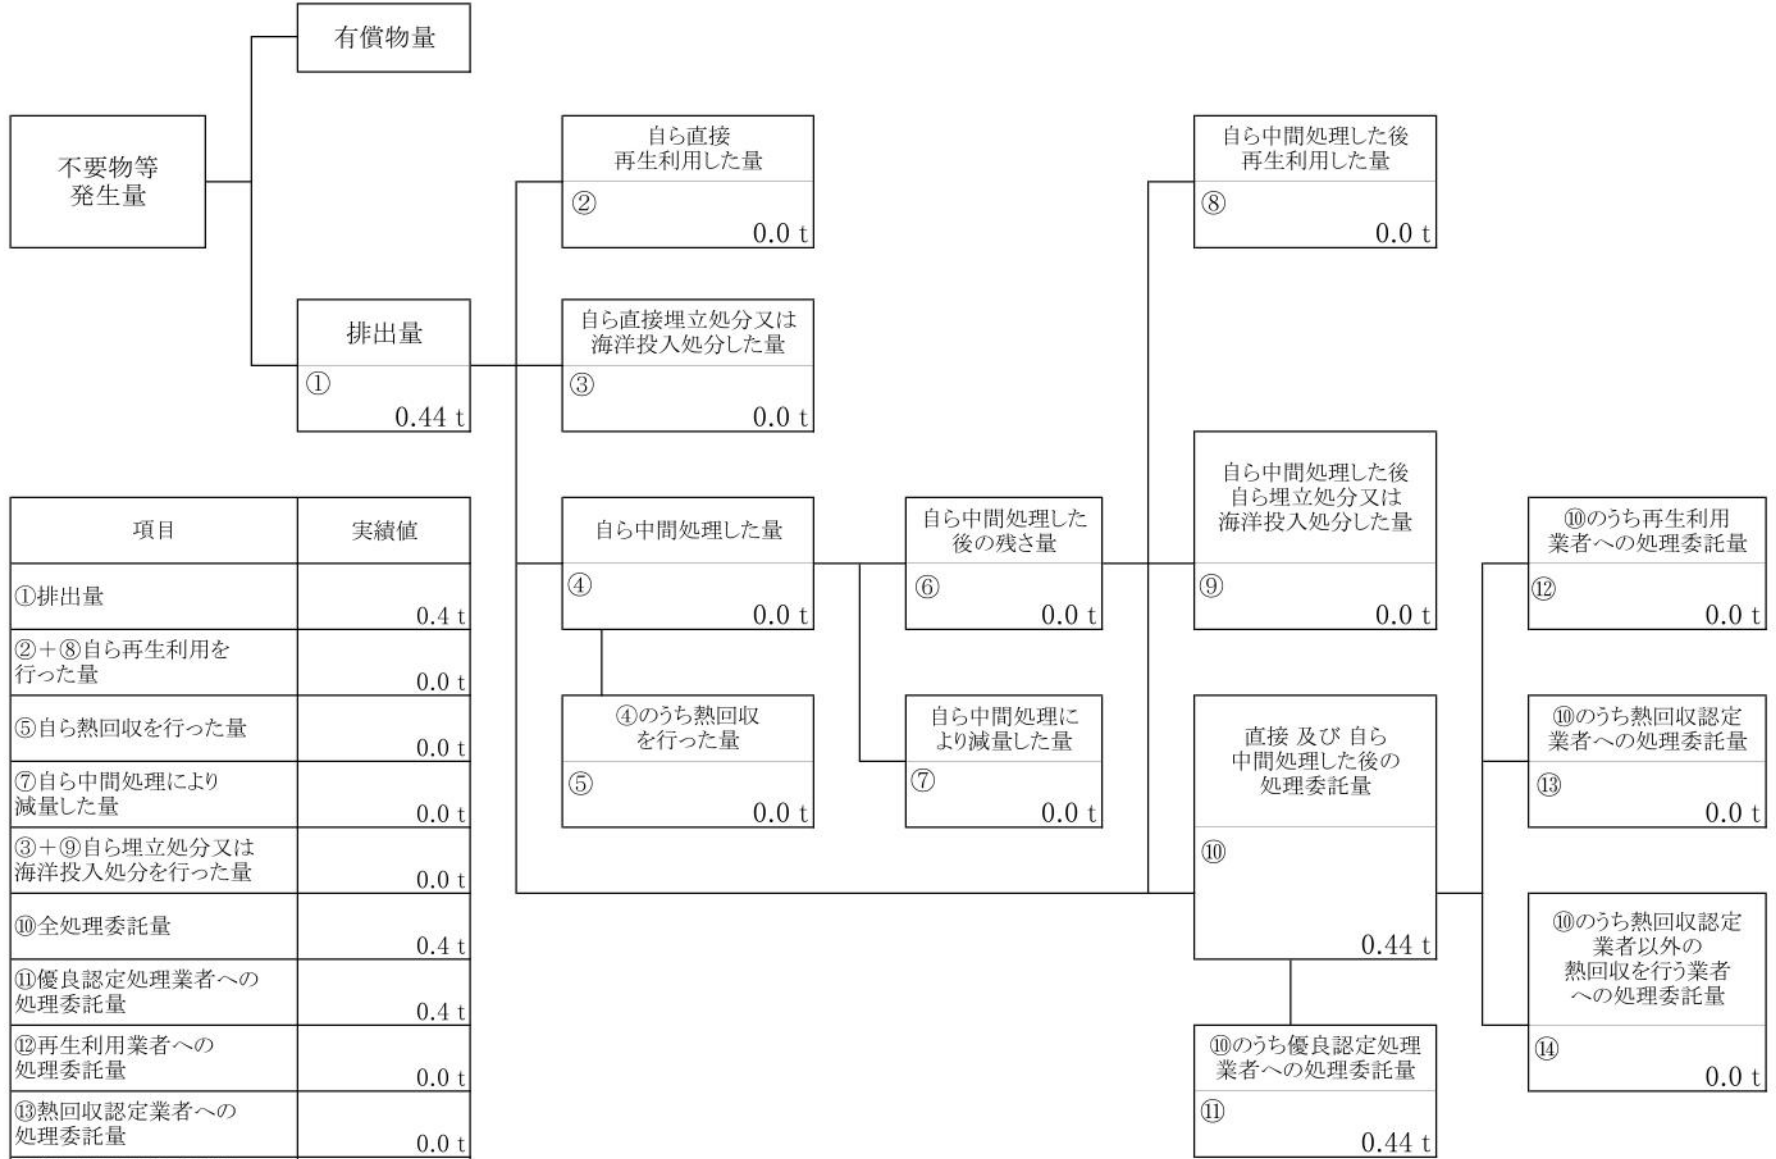 有償物量
不要物等
発生量
自ら直接
再生利用した量
②
0.0 t
自ら中間処理した後
再生利用した量
⑧
0.0 t
排出量
①
0.44 t
自ら直接埋立処分又は
海洋投入処分した量
③
0.0 t
自ら中間処理した量
④
0.0 t
自ら中間処理した
後の残さ量
⑥
0.0 t
自ら中間処理した後
自ら埋立処分又は
海洋投入処分した量
⑨
0.0 t
⑩のうち再生利用
業者への処理委託量
⑫
0.0 t
④のうち熱回収
を行った量
⑤
0.0 t
自ら中間処理に
より減量した量
⑦
0.0 t
直接 及び 自ら
中間処理した後の
処理委託量
⑩
0.44 t
⑩のうち熱回収認定
業者への処理委託量
⑬
0.0 t
⑩のうち熱回収認定
業者以外の
熱回収を行う業者
への処理委託量
⑭
0.0 t
⑩のうち優良認定処理
業者への処理委託量
⑪
0.44 t
項目 実績値
①排出量
0.4 t
②+⑧自ら再生利用を
行った量
0.0 t
⑤自ら熱回収を行った量
0.0 t
⑦自ら中間処理により
減量した量
0.0 t
③+⑨自ら埋立処分又は
海洋投入処分を行った量
0.0 t
⑩全処理委託量
0.4 t
⑪優良認定処理業者への
処理委託量
0.4 t
⑫再生利用業者への
処理委託量
0.0 t
⑬熱回収認定業者への
処理委託量
0.0 t